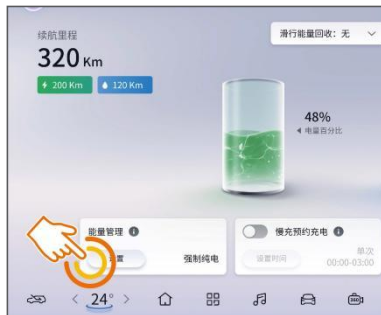 续航里程
滑行能量回收：无
320 Km
200 Km
120 Km
48%
电量百分比
能量管理
慢充预约充电
强制纯电
设置时间
单次
00:00-03:00
24°
360